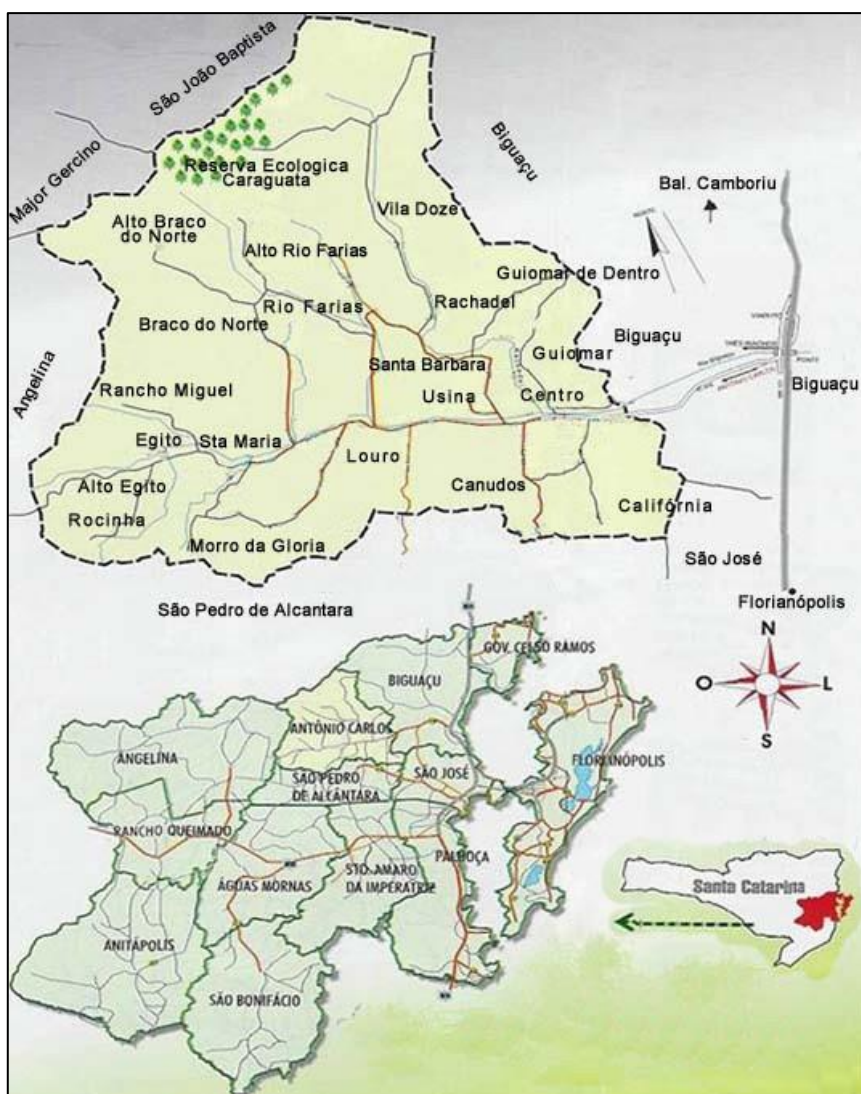 São João Baptista
Major Gercino
Biguaçu
Reserva Ecologica
Caraguata
Bal. Camboriu
Alto Braco
do Norte
Vila Doze
Alto Rio Farias
Guiomar de Dentro
Rio Farias
Rachadel
Braco do Norte
Biguaçu
Guiomar
Santa Barbara
Biguaçu
Angelina
Rancho Miguel
Usina
Centro
Egito
Sta Maria
Louro
Alto Egito
Canudos
Califórnia
Rocinha
Morro da Gloria
São José
Florianópolis
São Pedro de Alcantara
N
O
L
S
GOV. CELSO RAMOS
BIGUAÇU
ANTÔNIO CARLOS
ANGELINA
FLORIANÓPOLIS
SÃO PEDRO
DE ALCÂNTARA
SÃO JOSÉ
RANCHO QUEIMADO
PALHOÇA
ÁGUAS MORNAS
STO. AMARO
DA IMPERATRIZ
Santa Catarina
ANITÁPOLIS
SÃO BONIFÁCIO